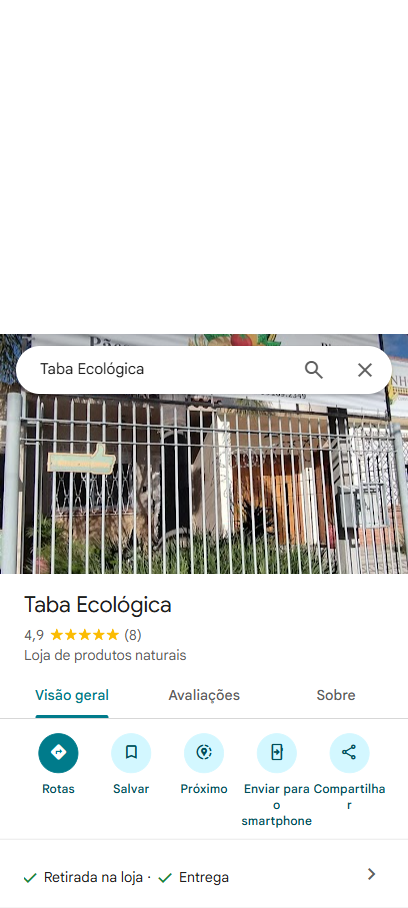 Taba Ecológica
Taba Ecológica
4,9 (8)
Loja de produtos naturais
Visão geral Avaliações Sobre
Rotas Salvar Próximo Enviar para o smartphone Compartilhar
Retirada na loja · Entrega